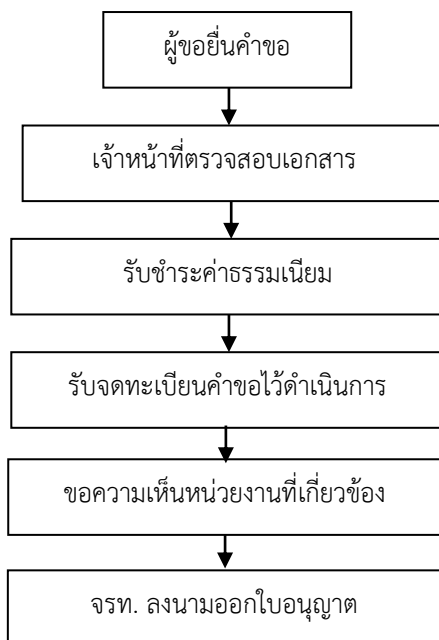 ผู้ขอยื่นคำขอ
เจ้าหน้าที่ตรวจสอบเอกสาร
รับชำระค่าธรรมเนียม
รับจดทะเบียนคำขอไว้ดำเนินการ
ขอความเห็นหน่วยงานที่เกี่ยวข้อง
จรท. ลงนามออกใบอนุญาต